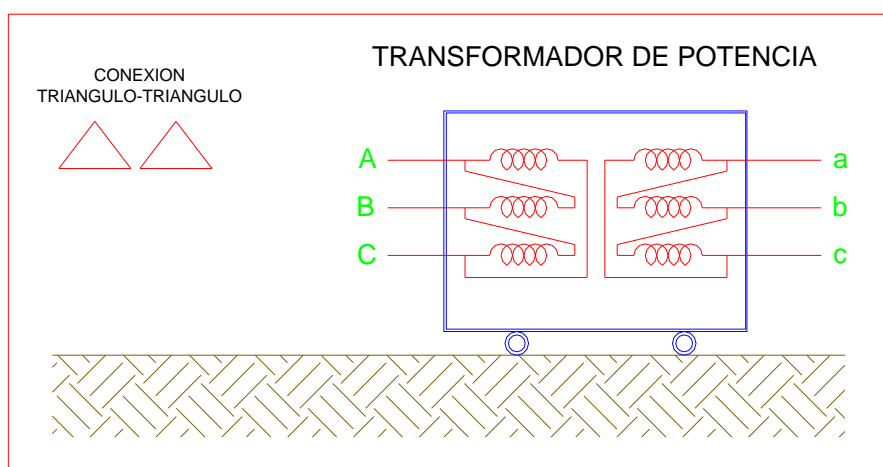 TRANSFORMADOR DE POTENCIA
CONEXION
TRIANGULO-TRIANGULO
A
a
B
b
C
c